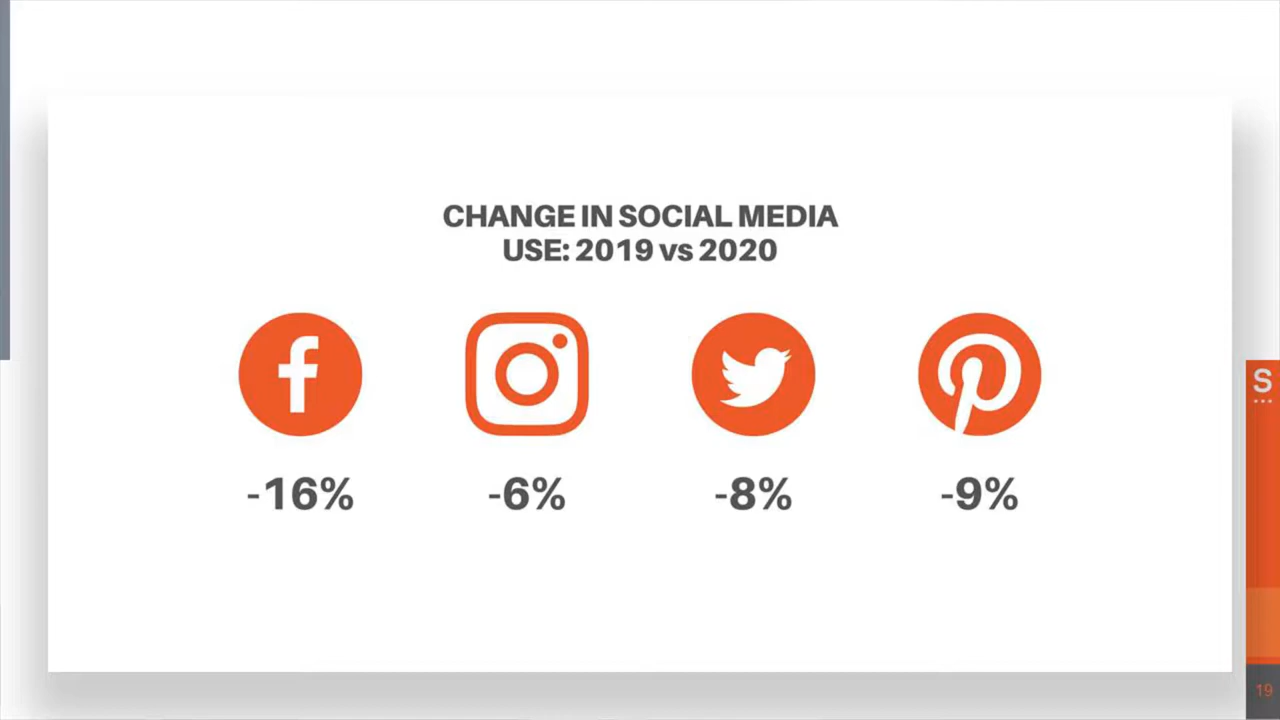 CHANGE IN SOCIAL MEDIA
USE: 2019 vs 2020
-16%
-6%
-8%
-9%
S
19